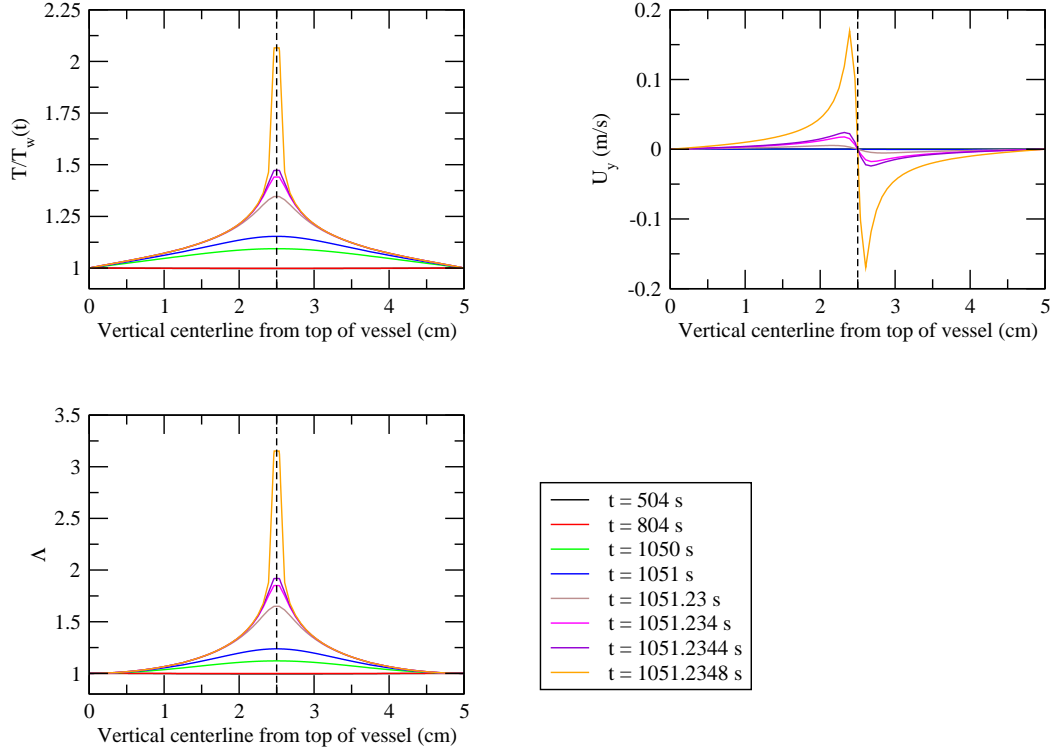 2.25
2
1.75
1.5
1.25
1
T/T_w(t)
0 1 2 3 4 5
Vertical centerline from top of vessel (cm)
0.2
0.1
0
-0.1
-0.2
U_y (m/s)
0 1 2 3 4 5
Vertical centerline from top of vessel (cm)
3.5
3
2.5
2
1.5
1
Λ
0 1 2 3 4 5
Vertical centerline from top of vessel (cm)
t = 504 s
t = 804 s
t = 1050 s
t = 1051 s
t = 1051.23 s
t = 1051.234 s
t = 1051.2344 s
t = 1051.2348 s